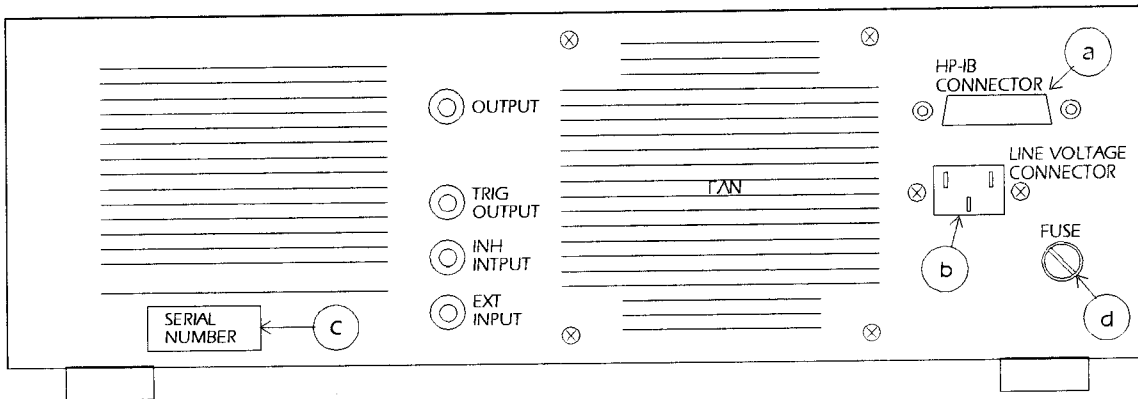 HP-IB
CONNECTOR
a
OUTPUT
LINE VOLTAGE
CONNECTOR
TRIG
OUTPUT
INH
INTPUT
FUSE
b
EXT
INPUT
SERIAL
NUMBER
c
d